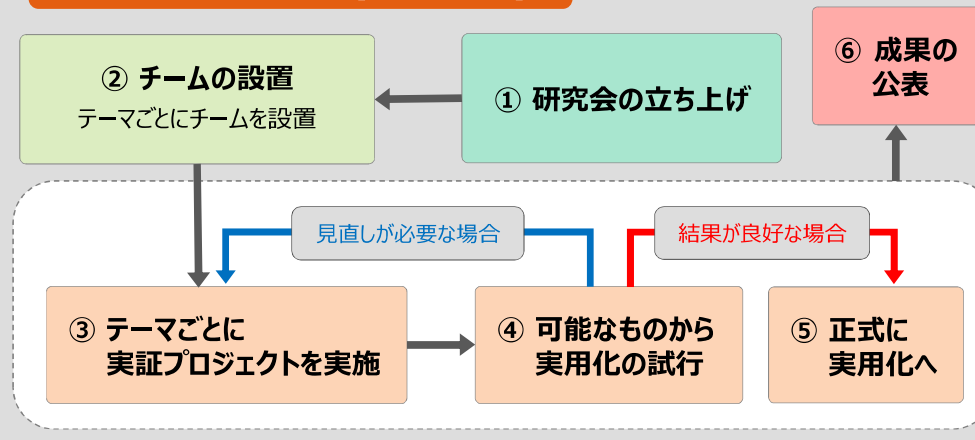 ① 研究会の立ち上げ
② チームの設置
テーマごとにチームを設置
③ テーマごとに
実証プロジェクトを実施
見直しが必要な場合
④ 可能なものから
実用化の試行
結果が良好な場合
⑤ 正式に
実用化へ
⑥ 成果の
公表